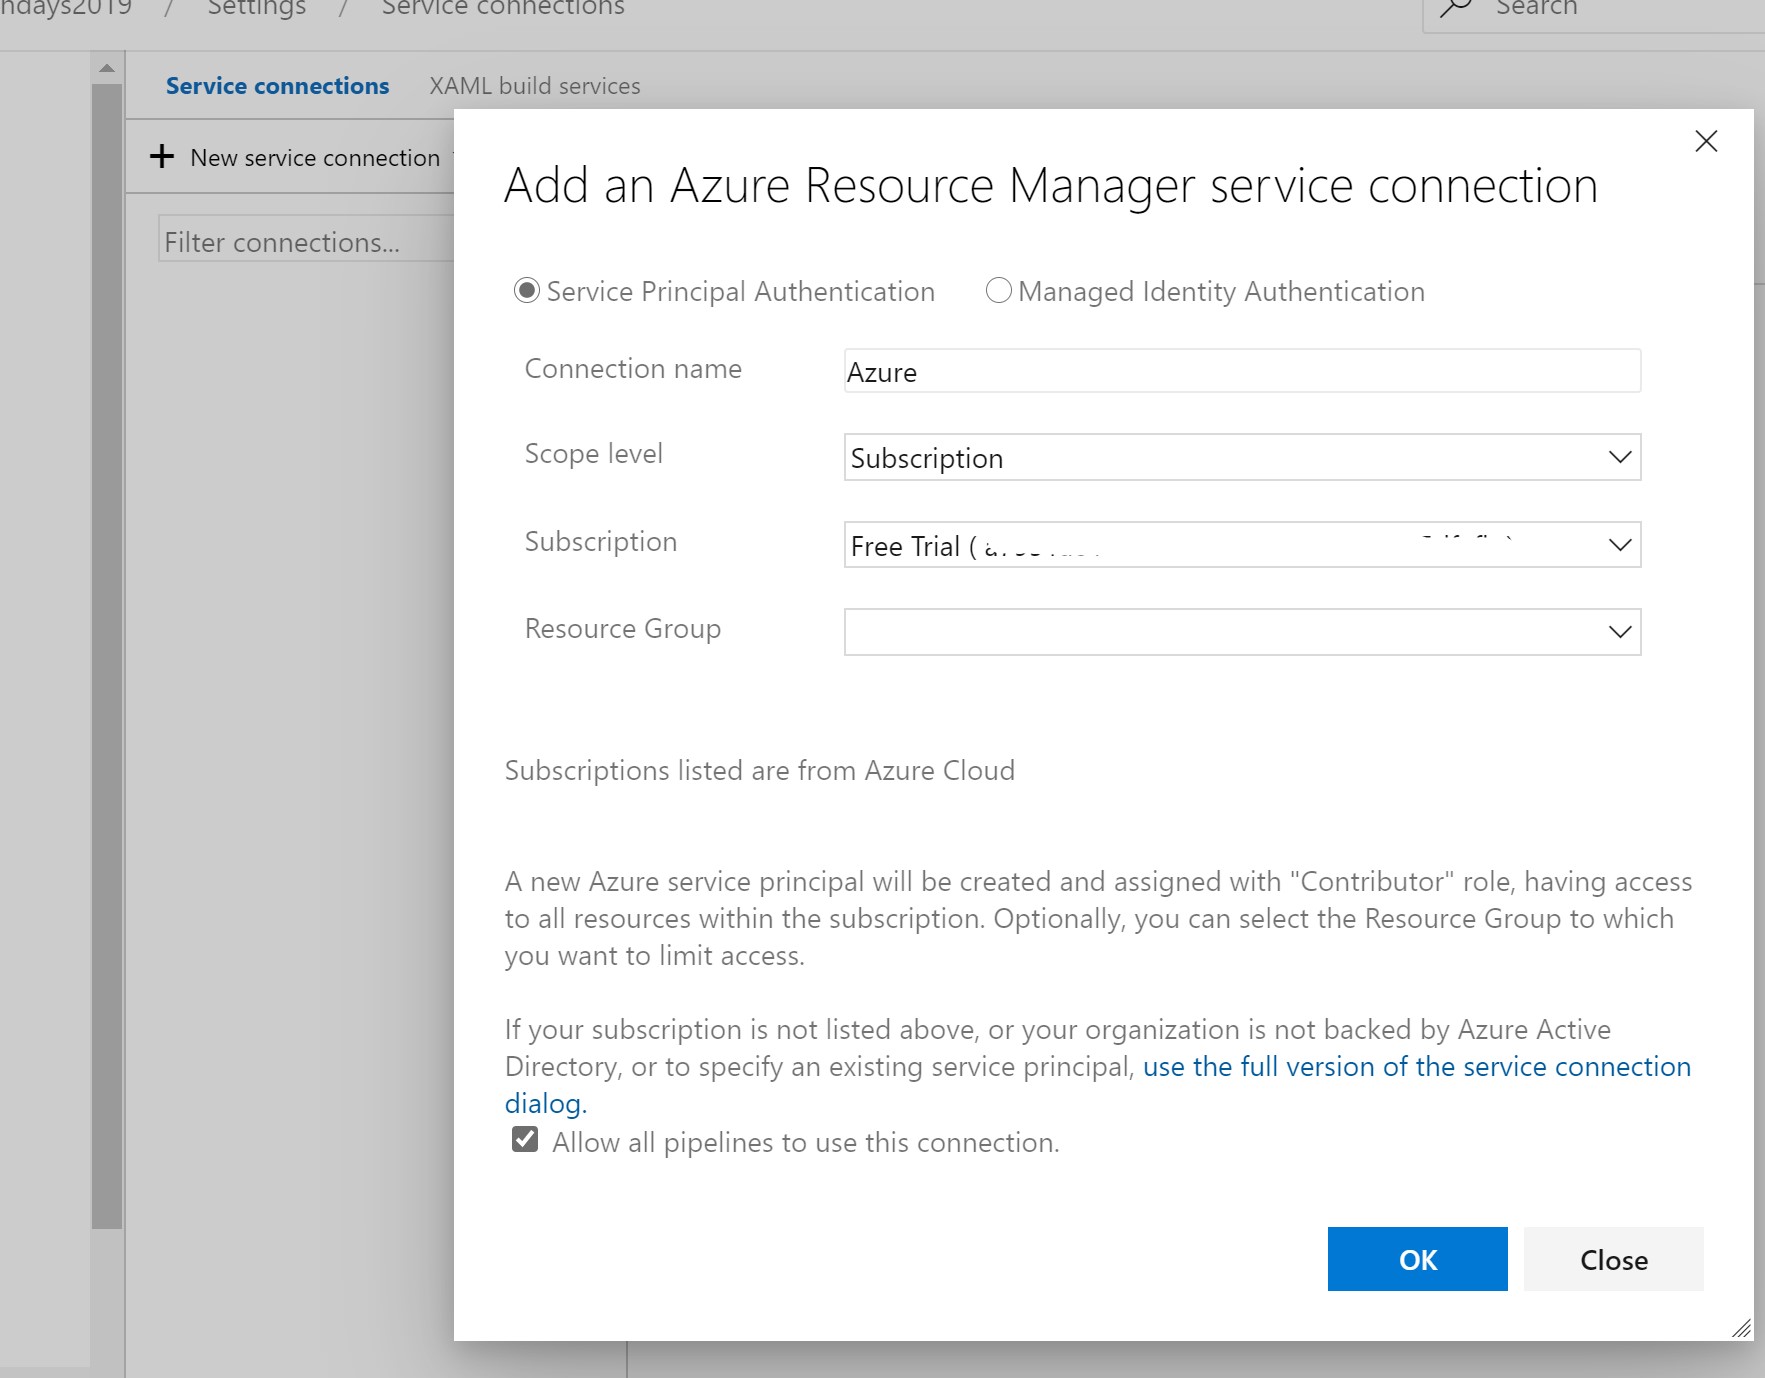 ndays2019 / Settings / Service connections
Search
Service connections XAML build services
+ New service connection
Filter connections...
Add an Azure Resource Manager service connection
Service Principal Authentication Managed Identity Authentication
Connection name Azure
Scope level Subscription
Subscription Free Trial (
Resource Group
Subscriptions listed are from Azure Cloud
A new Azure service principal will be created and assigned with "Contributor" role, having access
to all resources within the subscription. Optionally, you can select the Resource Group to which
you want to limit access.
If your subscription is not listed above, or your organization is not backed by Azure Active
Directory, or to specify an existing service principal, use the full version of the service connection
dialog.
Allow all pipelines to use this connection.
OK Close